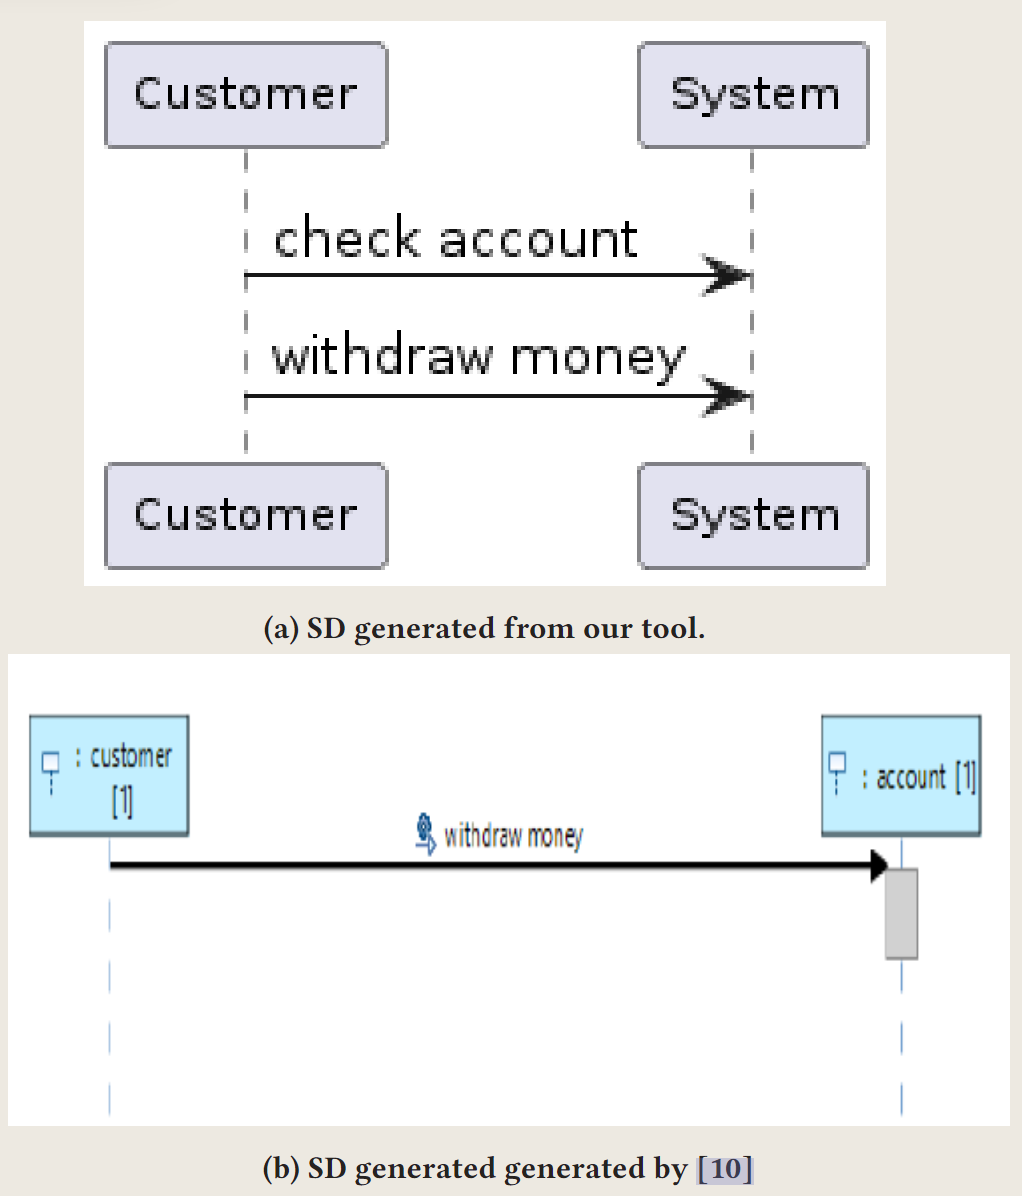 Customer System
check account
withdraw money
Customer System
(a) SD generated from our tool.
: customer
[1]
: account [1]
withdraw money
(b) SD generated generated by [10]